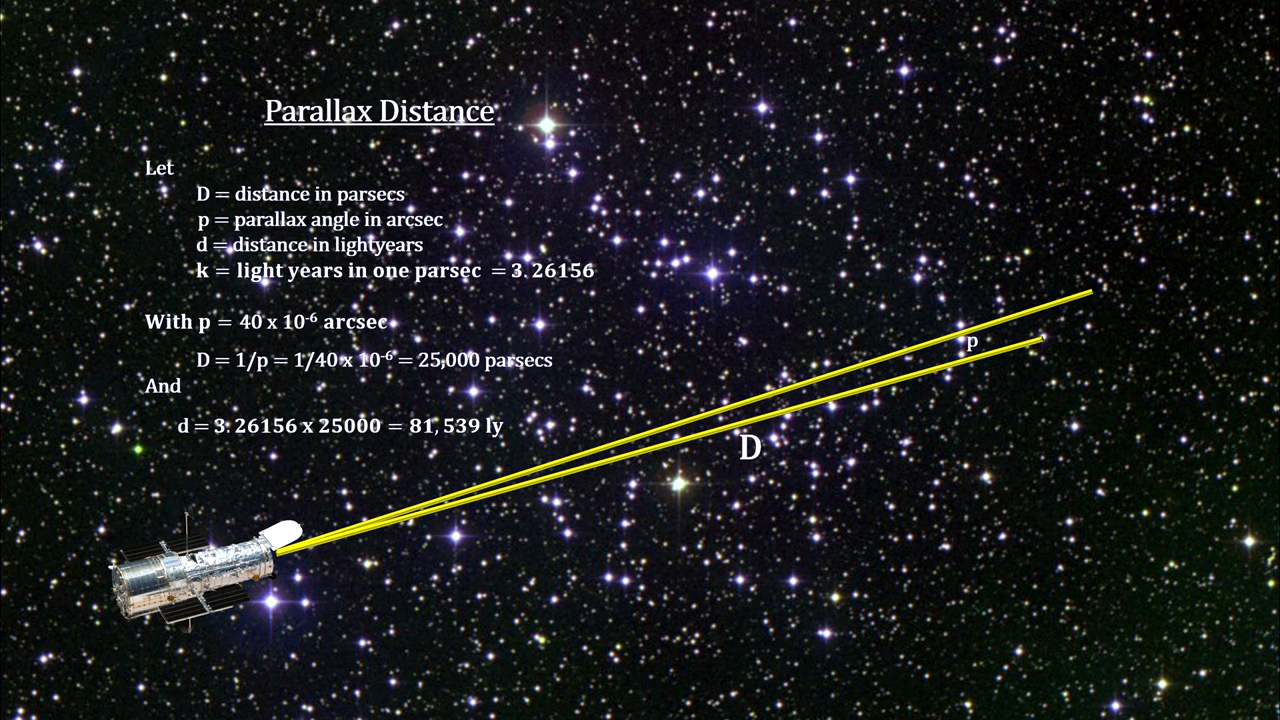 Parallax Distance
Let
D = distance in parsecs
p = parallax angle in arcsec
d = distance in lightyears
k = light years in one parsec = 3.26156
With p = 40 x 10⁻⁶ arcsec
D = 1/p = 1/40 x 10⁻⁶ = 25,000 parsecs
And
d = 3.26156 x 25000 = 81,539 ly
p
D